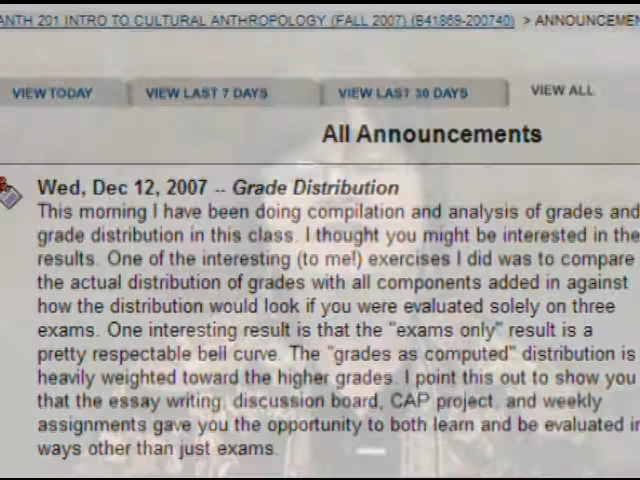 ANTH 201 INTRO TO CULTURAL ANTHROPOLOGY (FALL 2007) (B41869-200740) > ANNOUNCEMEN
VIEW TODAY VIEW LAST 7 DAYS VIEW LAST 30 DAYS VIEW ALL
All Announcements
Wed, Dec 12, 2007 -- Grade Distribution
This morning I have been doing compilation and analysis of grades and
grade distribution in this class. I thought you might be interested in the
results. One of the interesting (to me!) exercises I did was to compare
the actual distribution of grades with all components added in against
how the distribution would look if you were evaluated solely on three
exams. One interesting result is that the "exams only" result is a
pretty respectable bell curve. The "grades as computed" distribution is
heavily weighted toward the higher grades. I point this out to show you
that the essay writing, discussion board, CAP project, and weekly
assignments gave you the opportunity to both learn and be evaluated in
ways other than just exams.